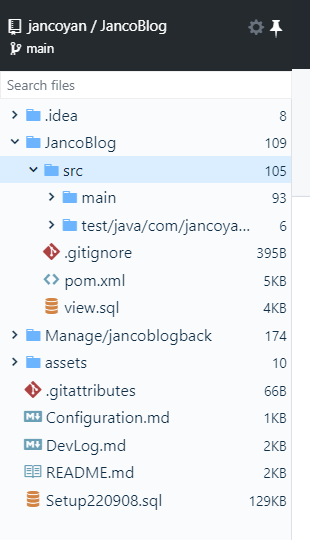 jancoyan / JancoBlog
main
Search files
.idea 8
JancoBlog 109
src 105
main 93
test/java/com/jancoya... 6
.gitignore 395B
pom.xml 5KB
view.sql 4KB
Manage/jancoblogback 174
assets 10
.gitattributes 66B
Configuration.md 1KB
DevLog.md 2KB
README.md 2KB
Setup220908.sql 129KB